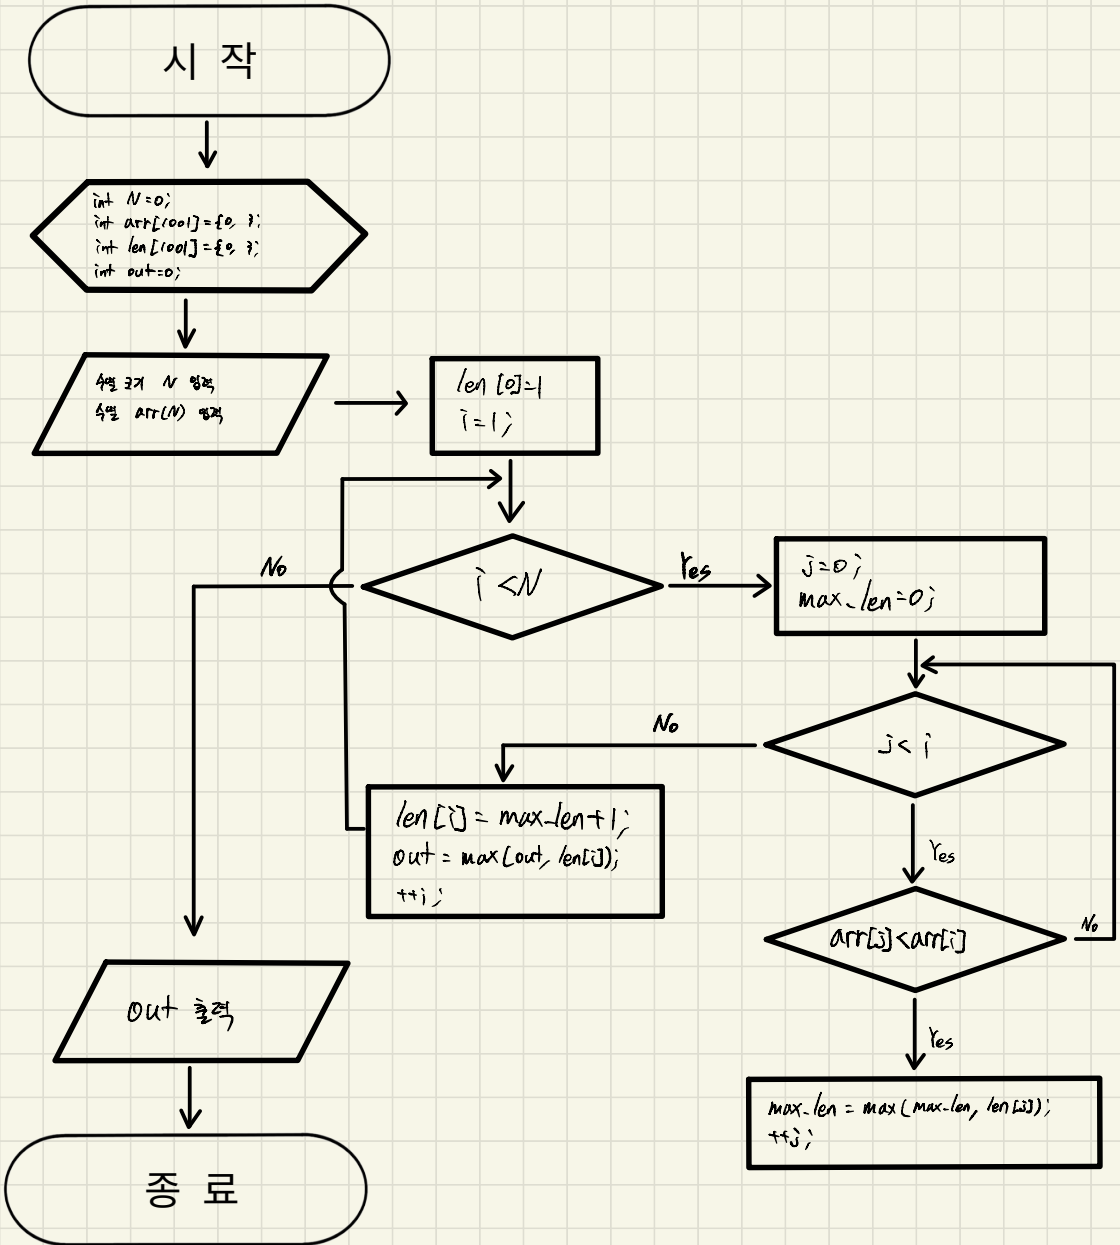 시 작
int N=0;
int arr[1001]={0, };
int len[1001]={0, };
int out=0;
수열 크기 N 입력
수열 arr(N) 입력
len[0]=1
i=1;
No
i<N
Yes
j=0;
max_len=0;
No
j<i
len[i] = max_len+1;
out = max(out, len[i]);
++i;
Yes
arr[j]<arr[i]
No
out 출력
Yes
max_len = max(max_len, len[j]);
++j;
종 료